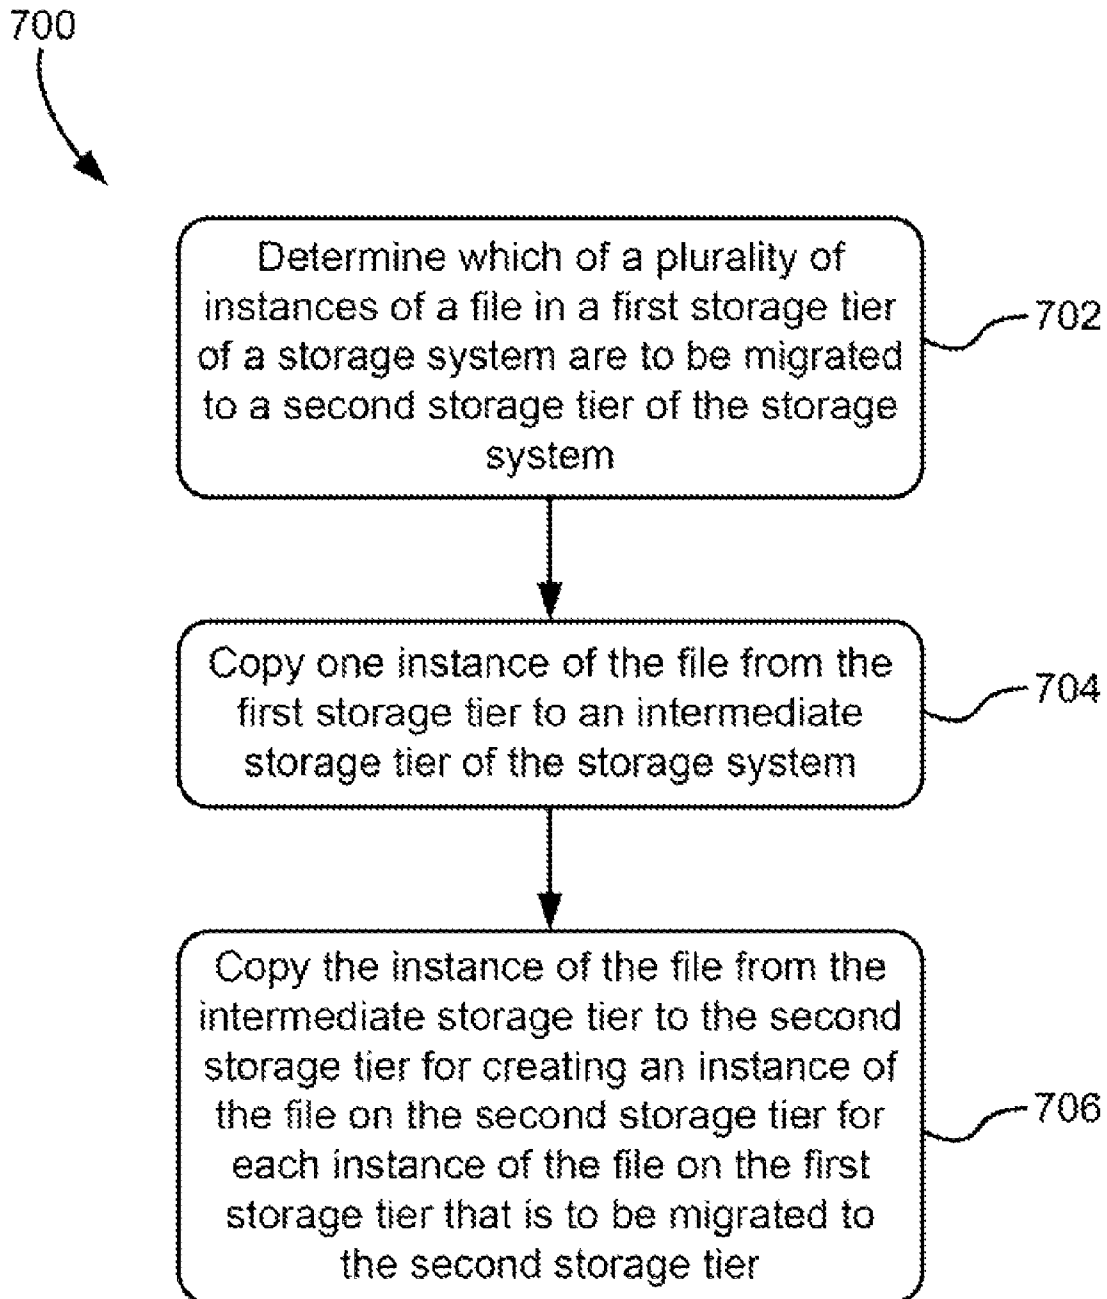 700
Determine which of a plurality of
instances of a file in a first storage tier
of a storage system are to be migrated
to a second storage tier of the storage
system
702
Copy one instance of the file from the
first storage tier to an intermediate
storage tier of the storage system
704
Copy the instance of the file from the
intermediate storage tier to the second
storage tier for creating an instance of
the file on the second storage tier for
each instance of the file on the first
storage tier that is to be migrated to
the second storage tier
706